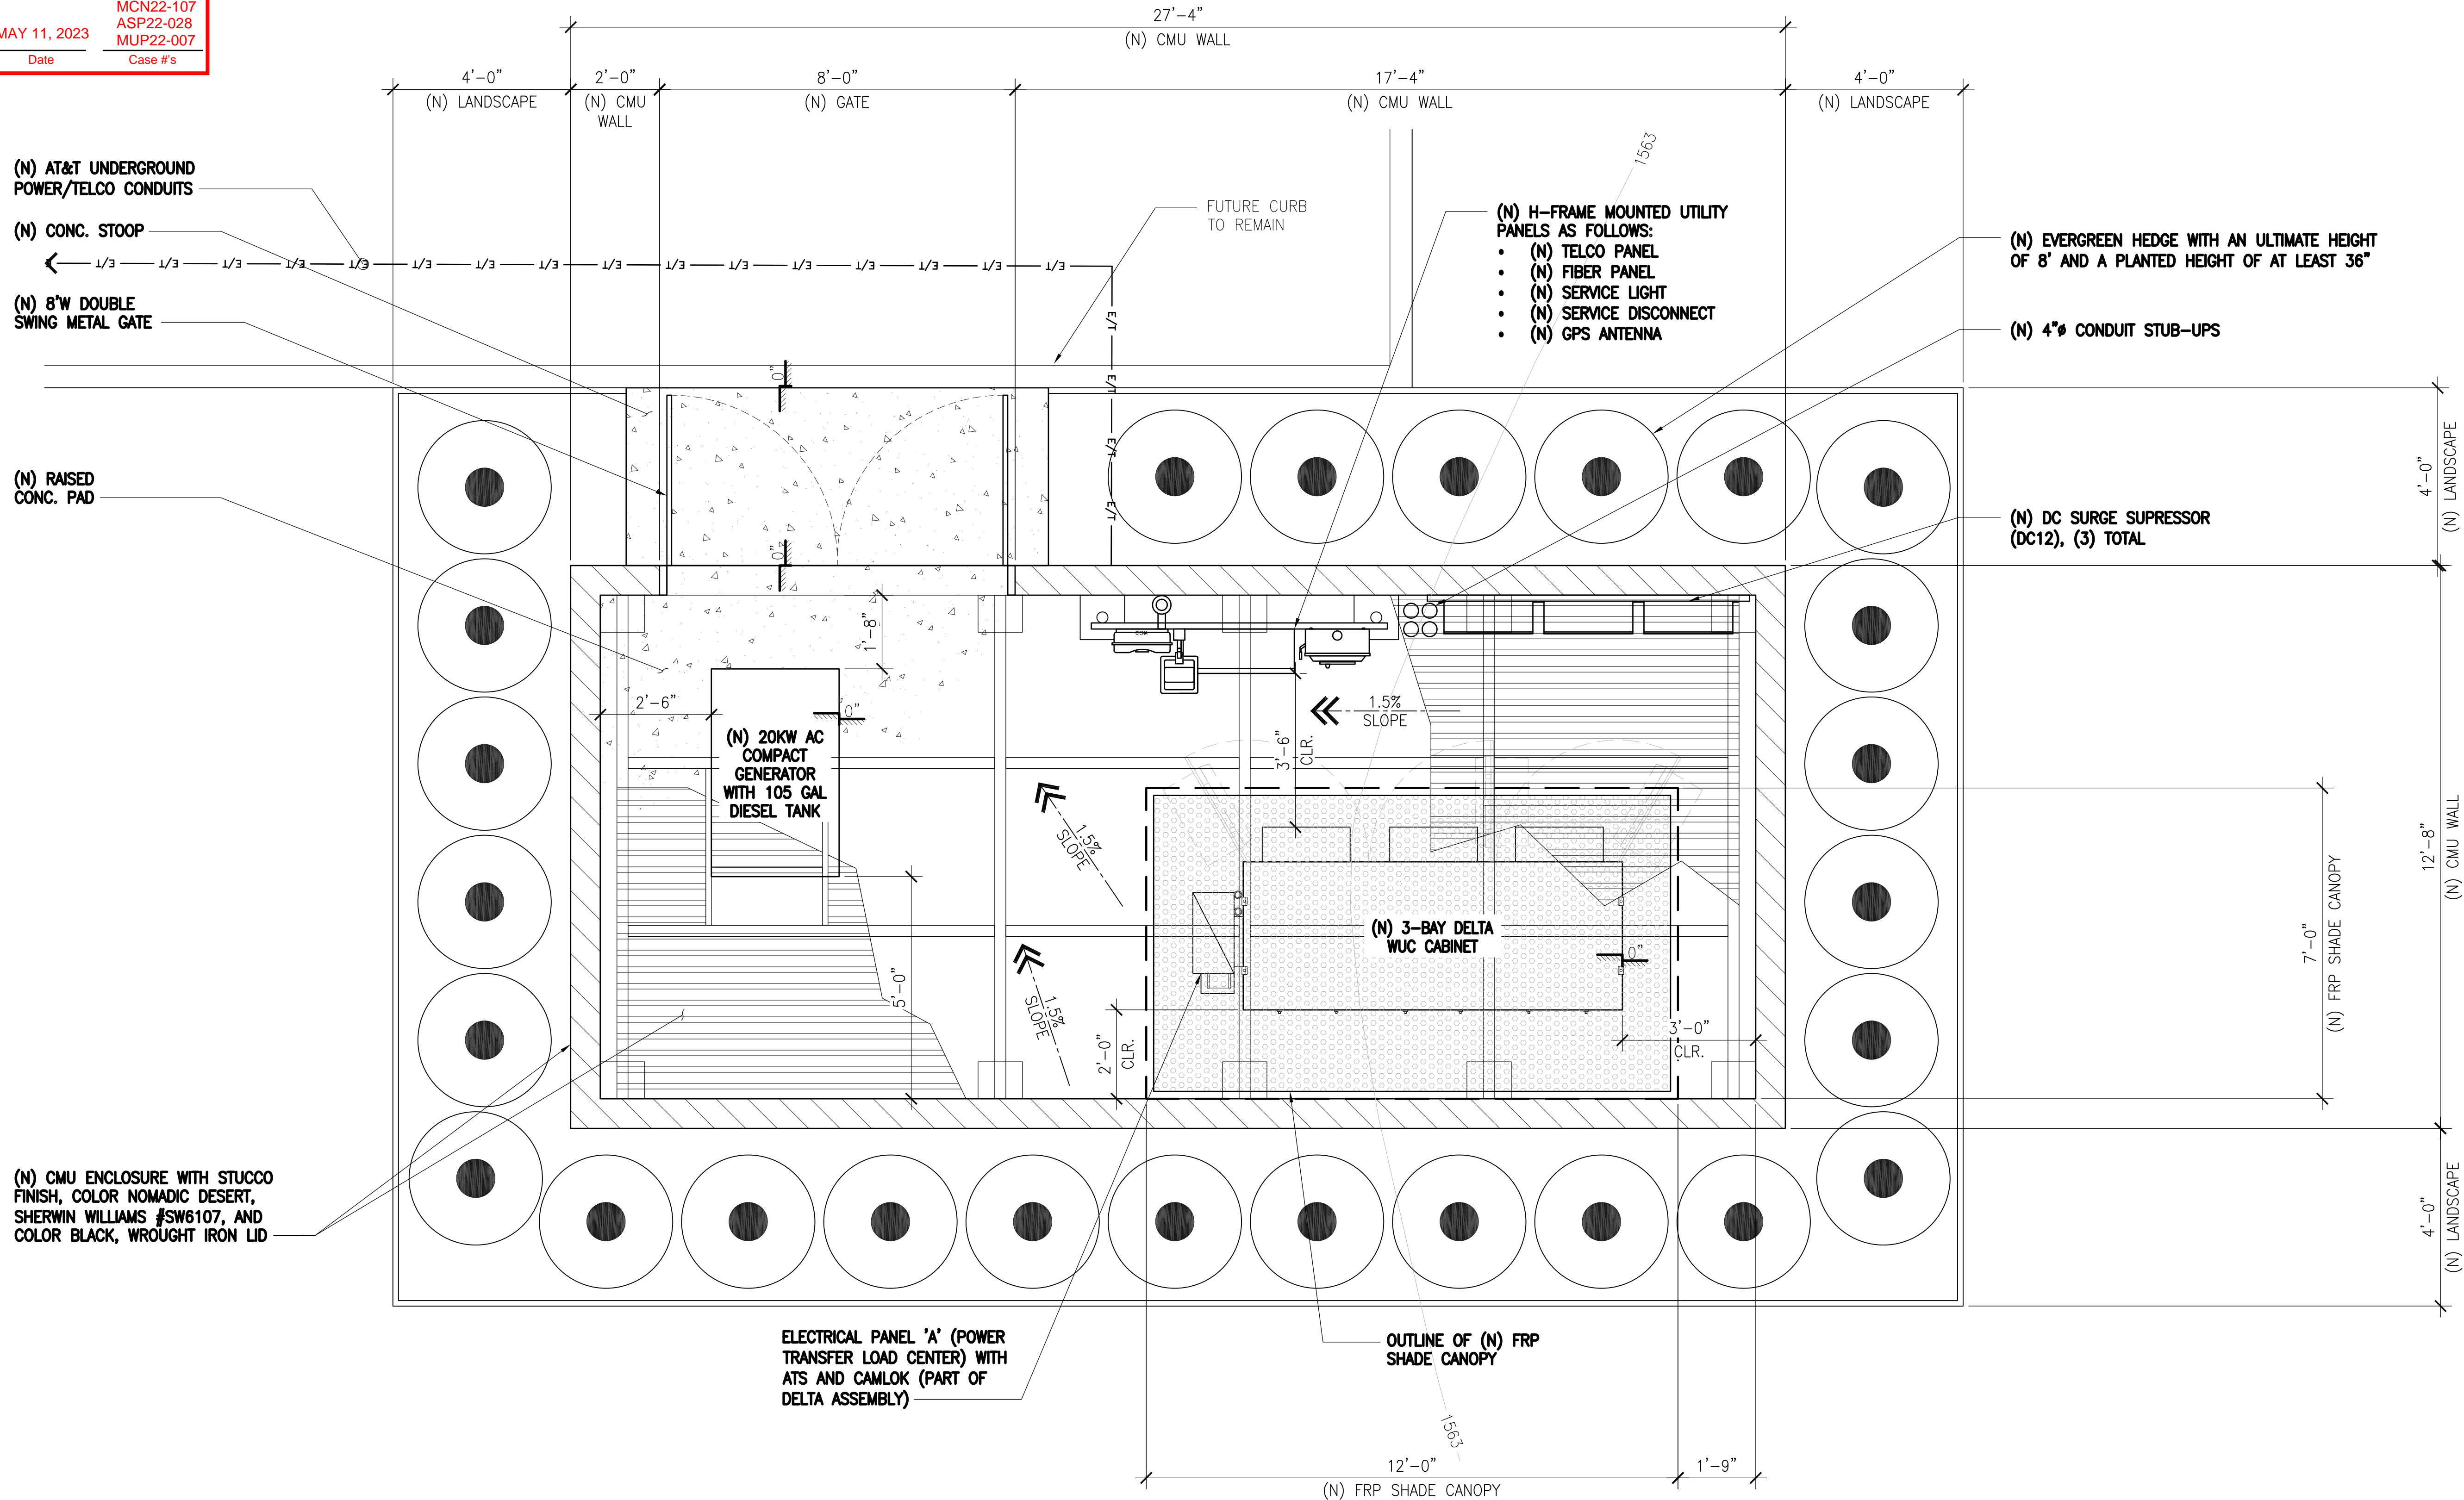 MCN22-107
ASP22-028
MAY 11, 2023
MUP22-007
Date
Case #'s
27'-4"
(N) CMU WALL
4'-0"
(N) LANDSCAPE
2'-0"
(N) CMU
WALL
8'-0"
(N) GATE
17'-4"
(N) CMU WALL
4'-0"
(N) LANDSCAPE
(N) AT&T UNDERGROUND
POWER/TELCO CONDUITS
(N) CONC. STOOP
(N) 8'W DOUBLE
SWING METAL GATE
(N) RAISED
CONC. PAD
E/T E/T E/T E/T E/T E/T E/T E/T E/T E/T E/T E/T E/T E/T E/T E/T
E/T
E/T
E/T
E/T
FUTURE CURB
TO REMAIN
1563
(N) H-FRAME MOUNTED UTILITY
PANELS AS FOLLOWS:
• (N) TELCO PANEL
• (N) FIBER PANEL
• (N) SERVICE LIGHT
• (N) SERVICE DISCONNECT
• (N) GPS ANTENNA
(N) EVERGREEN HEDGE WITH AN ULTIMATE HEIGHT
OF 8' AND A PLANTED HEIGHT OF AT LEAST 36"
(N) 4"ø CONDUIT STUB-UPS
(N) DC SURGE SUPRESSOR
(DC12), (3) TOTAL
0"
0"
1'-8"
2'-6"
0"
(N) 20KW AC
COMPACT
GENERATOR
WITH 105 GAL
DIESEL TANK
1.5%
SLOPE
3'-6"
CLR.
1.5%
SLOPE
1.5%
SLOPE
5'-0"
(N) 3-BAY DELTA
WUC CABINET
0"
2'-0"
CLR.
3'-0"
CLR.
4'-0"
(N) LANDSCAPE
12'-8"
(N) CMU WALL
7'-0"
(N) FRP SHADE CANOPY
4'-0"
(N) LANDSCAPE
(N) CMU ENCLOSURE WITH STUCCO
FINISH, COLOR NOMADIC DESERT,
SHERWIN WILLIAMS #SW6107, AND
COLOR BLACK, WROUGHT IRON LID
ELECTRICAL PANEL 'A' (POWER
TRANSFER LOAD CENTER) WITH
ATS AND CAMLOK (PART OF
DELTA ASSEMBLY)
OUTLINE OF (N) FRP
SHADE CANOPY
1563
12'-0"
(N) FRP SHADE CANOPY
1'-9"